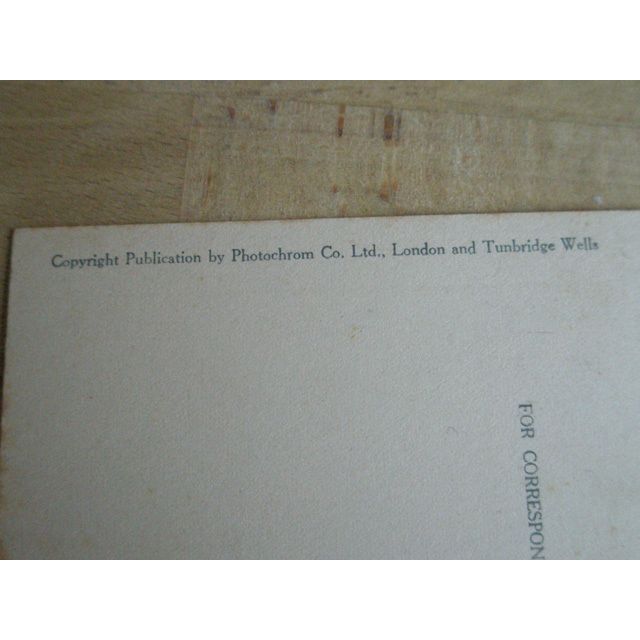 Copyright Publication by Photochrom Co. Ltd., London and Tunbridge Wells
FOR CORRESPON